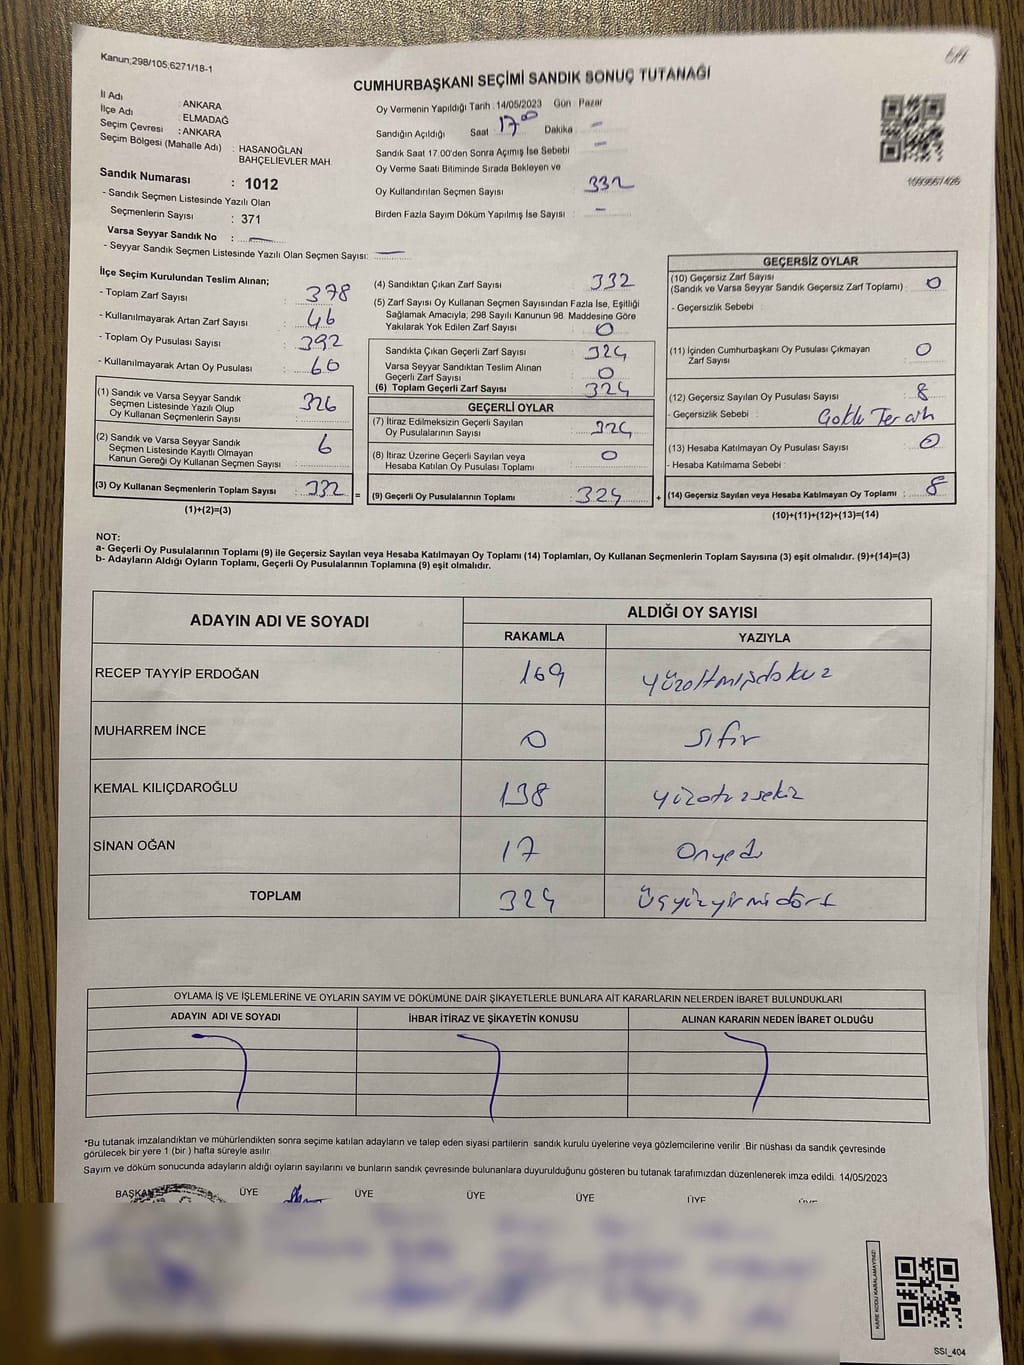 Kanun;298/105;6271/18-1
CUMHURBAŞKANI SEÇİMİ SANDIK SONUÇ TUTANAĞI
İl Adı : ANKARA
İlçe Adı : ELMADAĞ
Seçim Çevresi : ANKARA
Seçim Bölgesi (Mahalle Adı) : HASANOĞLAN
BAHÇELİEVLER MAH.
Sandık Numarası : 1012
- Sandık Seçmen Listesinde Yazılı Olan
Seçmenlerin Sayısı : 371
Varsa Seyyar Sandık No : —
- Seyyar Sandık Seçmen Listesinde Yazılı Olan Seçmen Sayısı: —
Oy Vermenin Yapıldığı Tarih : 14/05/2023 Gün Pazar
Sandığın Açıldığı Saat 17⁰⁰ Dakika —
Sandık Saat 17.00'den Sonra Açımış İse Sebebi —
Oy Verme Saati Bitiminde Sırada Bekleyen ve
Oy Kullandırılan Seçmen Sayısı 332
Birden Fazla Sayım Döküm Yapılmış İse Sayısı : —
İlçe Seçim Kurulundan Teslim Alınan;
- Toplam Zarf Sayısı : 378
- Kullanılmayarak Artan Zarf Sayısı : 46
- Toplam Oy Pusulası Sayısı : 392
- Kullanılmayarak Artan Oy Pusulası : 60
(1) Sandık ve Varsa Seyyar Sandık
Seçmen Listesinde Yazılı Olup
Oy Kullanan Seçmenlerin Sayısı : 326
(2) Sandık ve Varsa Seyyar Sandık
Seçmen Listesinde Kayıtlı Olmayan
Kanun Gereği Oy Kullanan Seçmen Sayısı : 6
(3) Oy Kullanan Seçmenlerin Toplam Sayısı : 332 =
(1)+(2)=(3)
(4) Sandıktan Çıkan Zarf Sayısı : 332
(5) Zarf Sayısı Oy Kullanan Seçmen Sayısından Fazla İse, Eşitliği
Sağlamak Amacıyla; 298 Sayılı Kanunun 98. Maddesine Göre
Yakılarak Yok Edilen Zarf Sayısı : 0
Sandıkta Çıkan Geçerli Zarf Sayısı : 324
Varsa Seyyar Sandıktan Teslim Alınan
Geçerli Zarf Sayısı : 0
(6) Toplam Geçerli Zarf Sayısı : 324
GEÇERLİ OYLAR
(7) İtiraz Edilmeksizin Geçerli Sayılan
Oy Pusulalarının Sayısı : 324
(8) İtiraz Üzerine Geçerli Sayılan veya
Hesaba Katılan Oy Pusulası Toplamı : 0
(9) Geçerli Oy Pusulalarının Toplamı : 324 +
GEÇERSİZ OYLAR
(10) Geçersiz Zarf Sayısı
(Sandık ve Varsa Seyyar Sandık Geçersiz Zarf Toplamı) : 0
- Geçersizlik Sebebi :
(11) İçinden Cumhurbaşkanı Oy Pusulası Çıkmayan
Zarf Sayısı : 0
(12) Geçersiz Sayılan Oy Pusulası Sayısı : 8
- Geçersizlik Sebebi :
(13) Hesaba Katılmayan Oy Pusulası Sayısı : 0
- Hesaba Katılmama Sebebi :
(14) Geçersiz Sayılan veya Hesaba Katılmayan Oy Toplamı : 8
(10)+(11)+(12)+(13)=(14)
NOT:
a- Geçerli Oy Pusulalarının Toplamı (9) ile Geçersiz Sayılan veya Hesaba Katılmayan Oy Toplamı (14) Toplamları, Oy Kullanan Seçmenlerin Toplam Sayısına (3) eşit olmalıdır. (9)+(14)=(3)
b- Adayların Aldığı Oyların Toplamı, Geçerli Oy Pusulalarının Toplamına (9) eşit olmalıdır.
ADAYIN ADI VE SOYADI ALDIĞI OY SAYISI
RAKAMLA YAZIYLA
RECEP TAYYİP ERDOĞAN 169 yüzaltmışdokuz
MUHARREM İNCE 0 sıfır
KEMAL KILIÇDAROĞLU 138 yüzotuzsekiz
SİNAN OĞAN 17 Onyedi
TOPLAM 324 üçyüzyirmidört
OYLAMA İŞ VE İŞLEMLERİNE VE OYLARIN SAYIM VE DÖKÜMÜNE DAİR ŞİKAYETLERLE BUNLARA AİT KARARLARIN NELERDEN İBARET BULUNDUKLARI
ADAYIN ADI VE SOYADI İHBAR İTİRAZ VE ŞİKAYETİN KONUSU ALINAN KARARIN NEDEN İBARET OLDUĞU
*Bu tutanak imzalandıktan ve mühürlendikten sonra seçime katılan adayların ve talep eden siyasi partilerin sandık kurulu üyelerine veya gözlemcilerine verilir .Bir nüshası da sandık çevresinde
görülecek bir yere 1 (bir ) hafta süreyle asılır.
Sayım ve döküm sonucunda adayların aldığı oyların sayılarını ve bunların sandık çevresinde bulunanlara duyurulduğunu gösteren bu tutanak tarafımızdan düzenlenerek imza edildi. 14/05/2023
BAŞKAN ÜYE ÜYE ÜYE ÜYE ÜYE ÜYE
KARE KODU KARALAMAYINIZ!
SSI_404